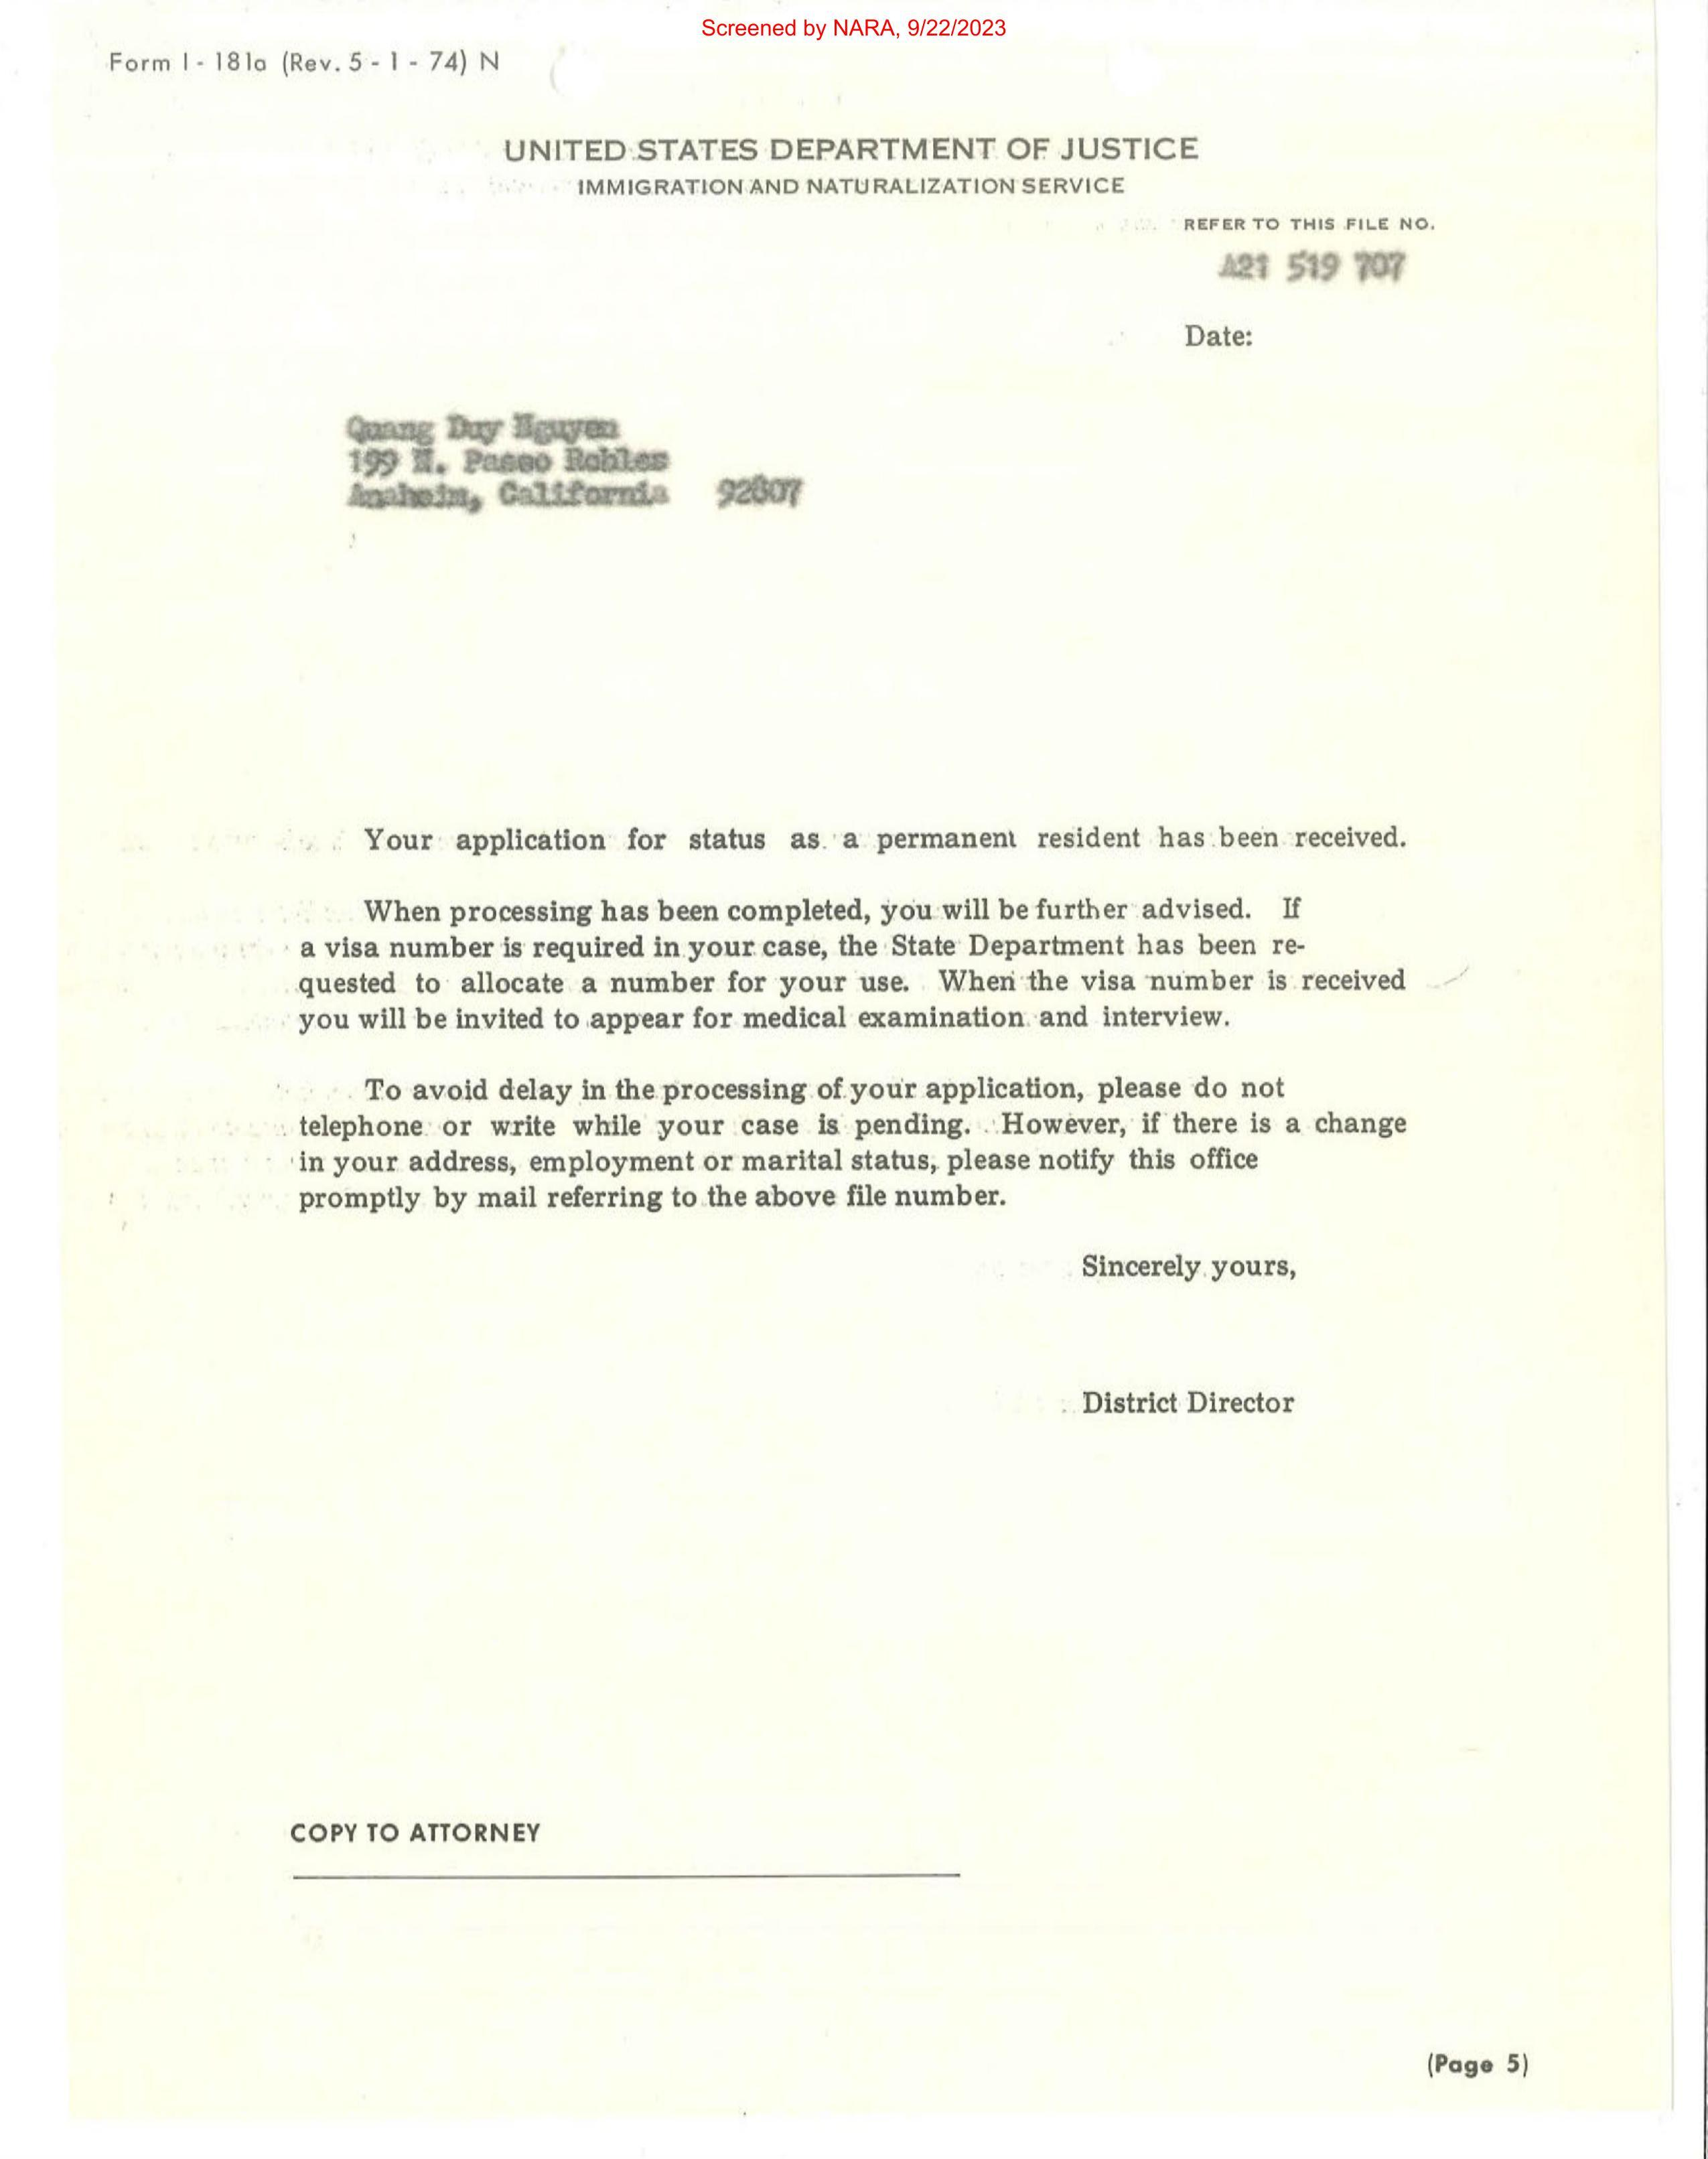 Screened by NARA, 9/22/2023
Form I - 181a (Rev. 5 - 1 - 74) N
UNITED STATES DEPARTMENT OF JUSTICE
IMMIGRATION AND NATURALIZATION SERVICE
REFER TO THIS FILE NO.
A21 519 707
Date:
Quang Duy Nguyen
199 N. Paseo Robles
Anaheim, California 92807
Your application for status as a permanent resident has been received.
When processing has been completed, you will be further advised. If
a visa number is required in your case, the State Department has been re-
quested to allocate a number for your use. When the visa number is received
you will be invited to appear for medical examination and interview.
To avoid delay in the processing of your application, please do not
telephone or write while your case is pending. However, if there is a change
in your address, employment or marital status, please notify this office
promptly by mail referring to the above file number.
Sincerely yours,
District Director
COPY TO ATTORNEY
(Page 5)